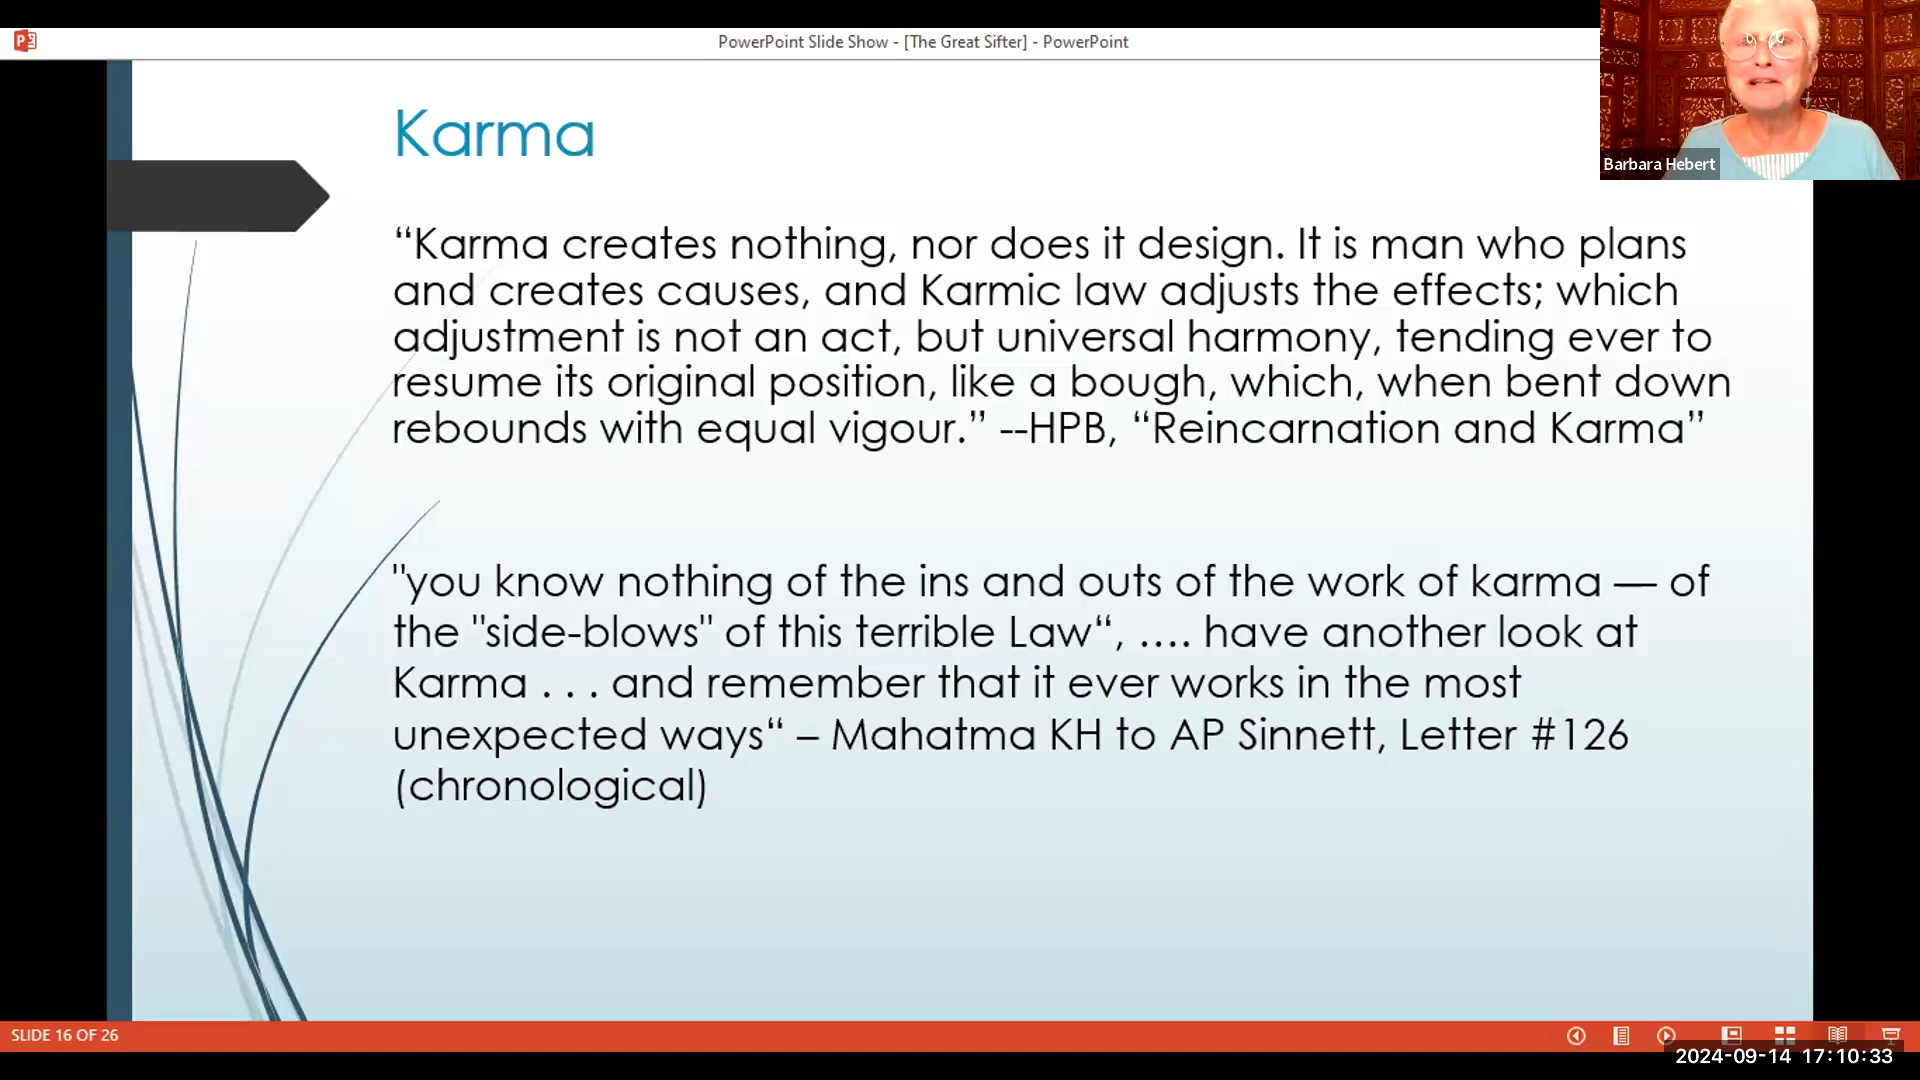 PowerPoint Slide Show - [The Great Sifter] - PowerPoint
Barbara Hebert
Karma
“Karma creates nothing, nor does it design. It is man who plans
and creates causes, and Karmic law adjusts the effects; which
adjustment is not an act, but universal harmony, tending ever to
resume its original position, like a bough, which, when bent down
rebounds with equal vigour.” --HPB, “Reincarnation and Karma”
"you know nothing of the ins and outs of the work of karma — of
the "side-blows" of this terrible Law“, .... have another look at
Karma . . . and remember that it ever works in the most
unexpected ways“ – Mahatma KH to AP Sinnett, Letter #126
(chronological)
SLIDE 16 OF 26
2024-09-14 17:10:33